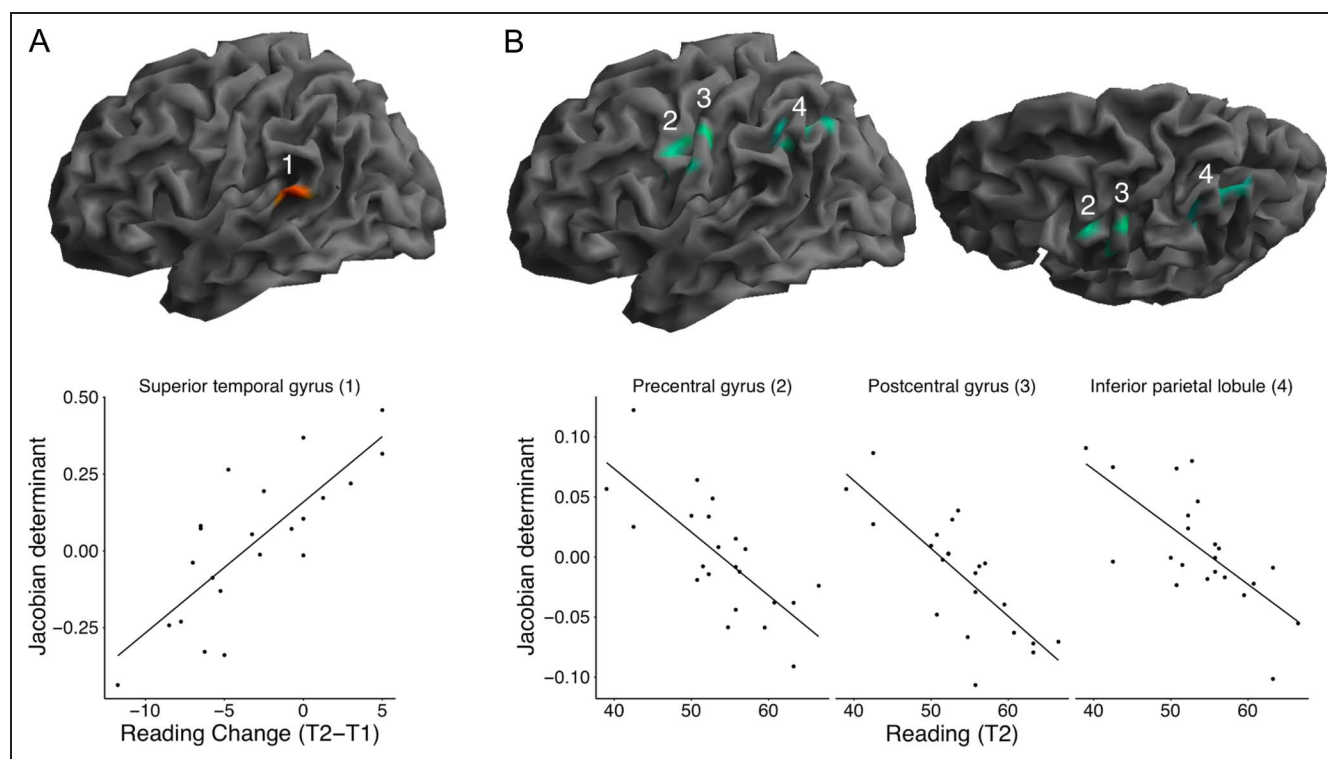 A
B
1
2
3
4
2
3
4
Superior temporal gyrus (1)
Jacobian determinant
0.50
0.25
0.00
−0.25
−10
−5
0
5
Reading Change (T2−T1)
Precentral gyrus (2)
Postcentral gyrus (3)
Inferior parietal lobule (4)
Jacobian determinant
0.10
0.05
0.00
−0.05
−0.10
40
50
60
40
50
60
40
50
60
Reading (T2)